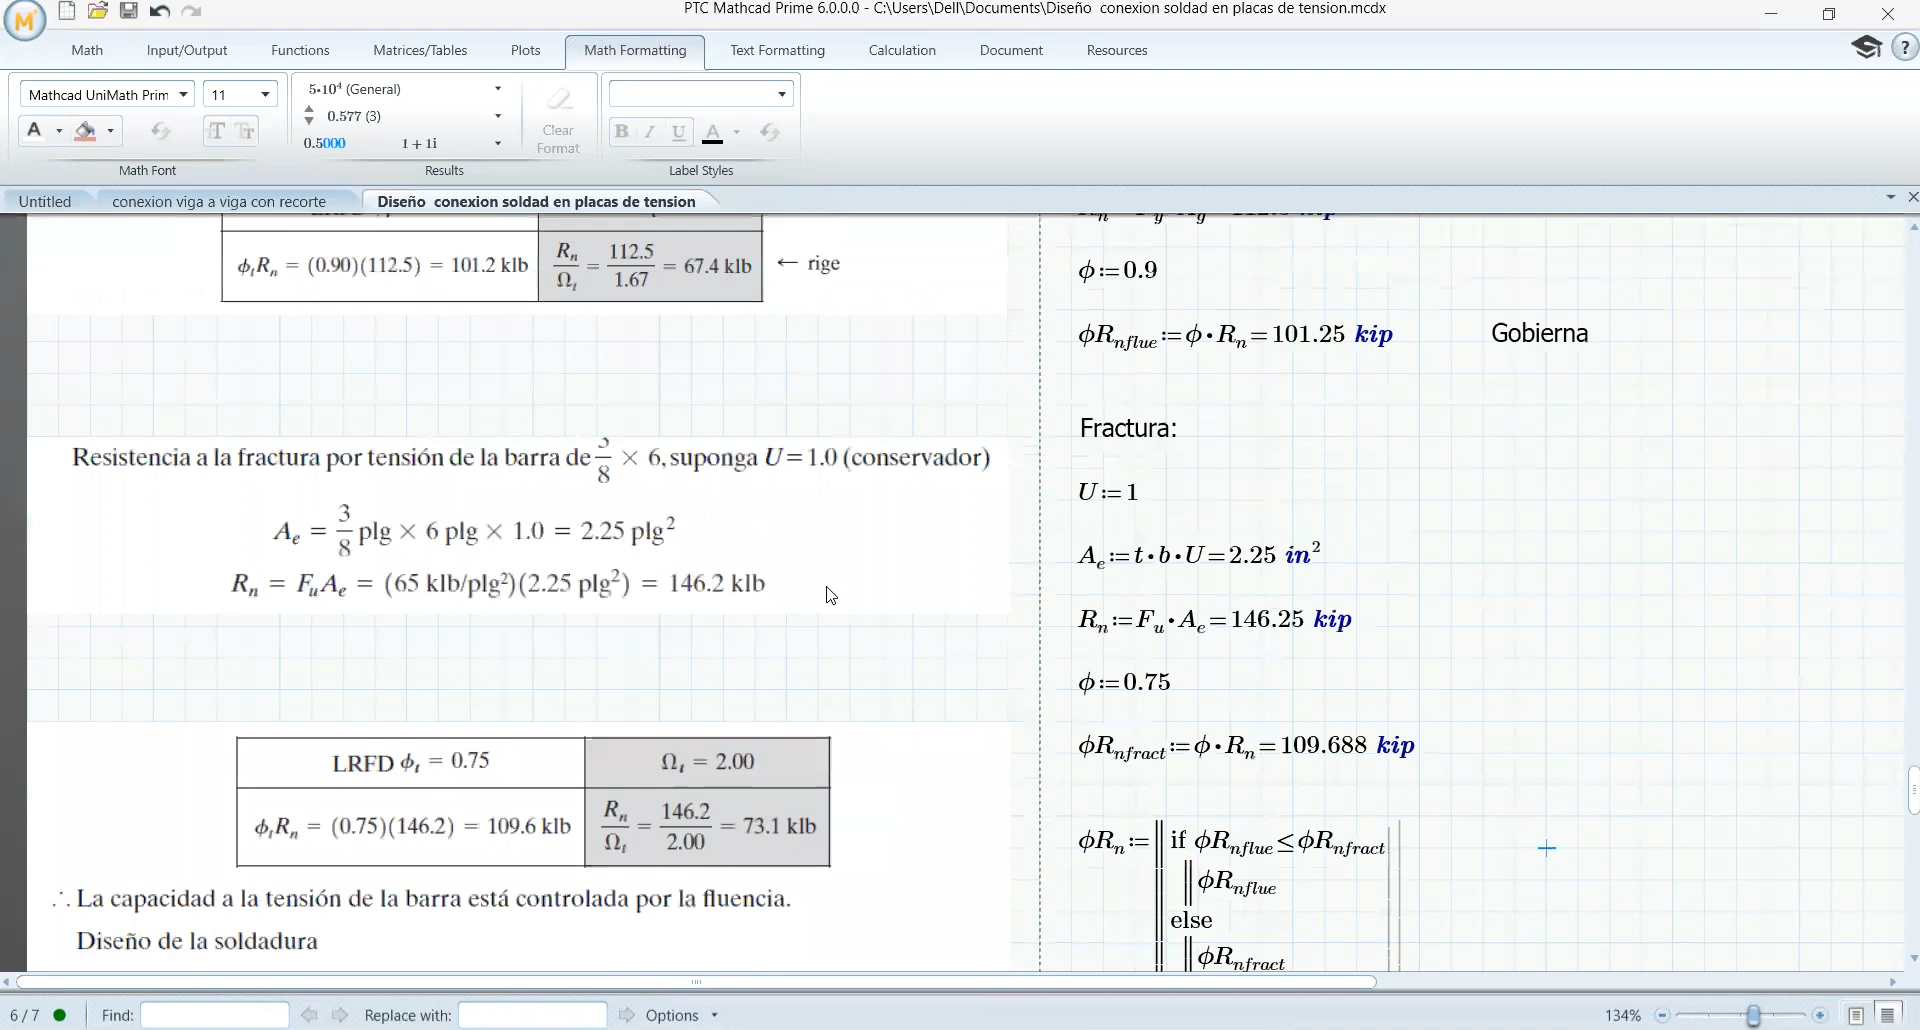 PTC Mathcad Prime 6.0.0.0 - C:\Users\Dell\Documents\Diseño conexion soldad en placas de tension.mcdx
Math Input/Output Functions Matrices/Tables Plots Math Formatting Text Formatting Calculation Document Resources
Mathcad UniMath Prim 11
5·10⁴ (General)
0.577 (3)
0.5000 1 + 1i
Clear Format
Math Font Results Label Styles
Untitled conexion viga a viga con recorte Diseño conexion soldad en placas de tension
ϕₜRₙ = (0.90)(112.5) = 101.2 klb Rₙ/Ωₜ = 112.5/1.67 = 67.4 klb ← rige
Resistencia a la fractura por tensión de la barra de 3/8 × 6, suponga U = 1.0 (conservador)
Aₑ = 3/8 plg × 6 plg × 1.0 = 2.25 plg²
Rₙ = FᵤAₑ = (65 klb/plg²)(2.25 plg²) = 146.2 klb
LRFD ϕₜ = 0.75 Ωₜ = 2.00
ϕₜRₙ = (0.75)(146.2) = 109.6 klb Rₙ/Ωₜ = 146.2/2.00 = 73.1 klb
∴ La capacidad a la tensión de la barra está controlada por la fluencia.
Diseño de la soldadura
ϕ:=0.9
ϕR_nflue:=ϕ·Rₙ=101.25 kip Gobierna
Fractura:
U:=1
Aₑ:=t·b·U=2.25 in²
Rₙ:=Fᵤ·Aₑ=146.25 kip
ϕ:=0.75
ϕR_nfract:=ϕ·Rₙ=109.688 kip
ϕRₙ:= if ϕR_nflue≤ϕR_nfract
ϕR_nflue
else
ϕR_nfract
6 / 7 Find: Replace with: Options 134%